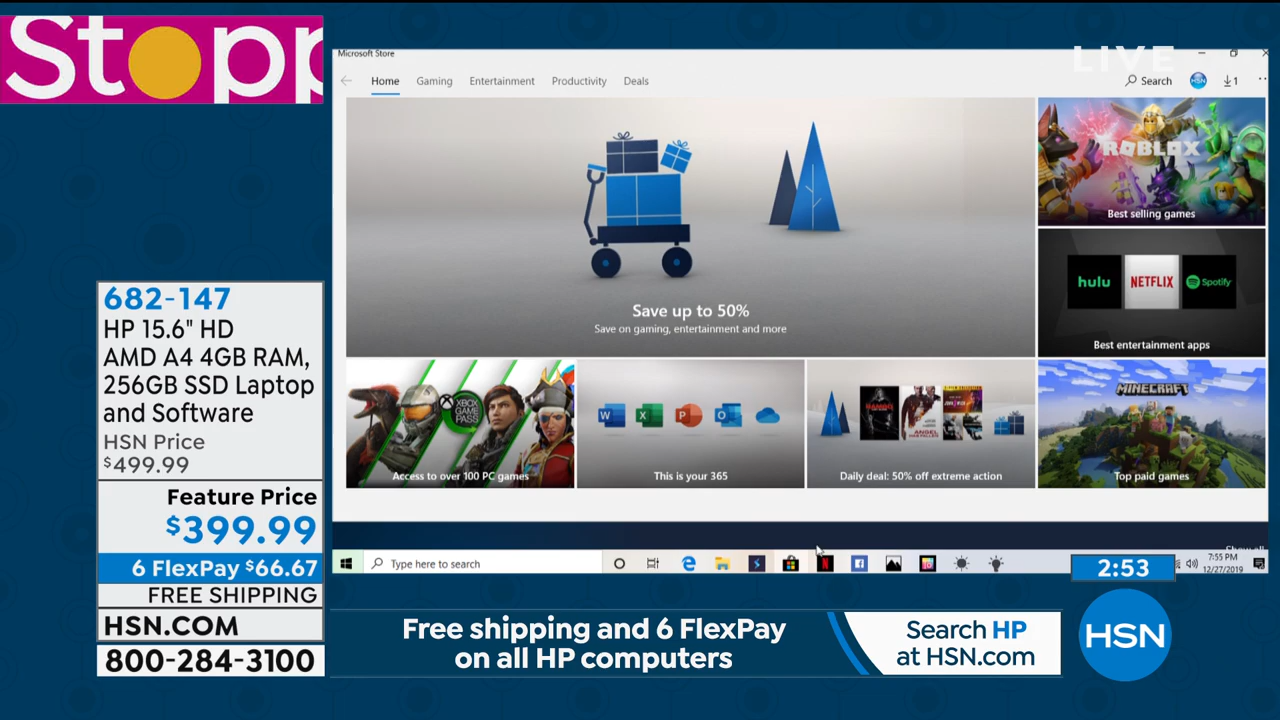 Stopp
Microsoft Store
LIVE
Home
Gaming
Entertainment
Productivity
Deals
Search
HSN
1
ROBLOX
Best selling games
hulu
NETFLIX
Spotify
Best entertainment apps
Save up to 50%
Save on gaming, entertainment and more
XBOX
GAME
PASS
Access to over 100 PC games
This is your 365
Daily deal: 50% off extreme action
MINECRAFT
Top paid games
682-147
HP 15.6" HD
AMD A4 4GB RAM,
256GB SSD Laptop
and Software
HSN Price
$499.99
Feature Price
$399.99
6 FlexPay $66.67
FREE SHIPPING
HSN.COM
800-284-3100
Show all
Type here to search
2:53
7:55 PM
12/27/2019
Free shipping and 6 FlexPay
on all HP computers
Search HP
at HSN.com
HSN